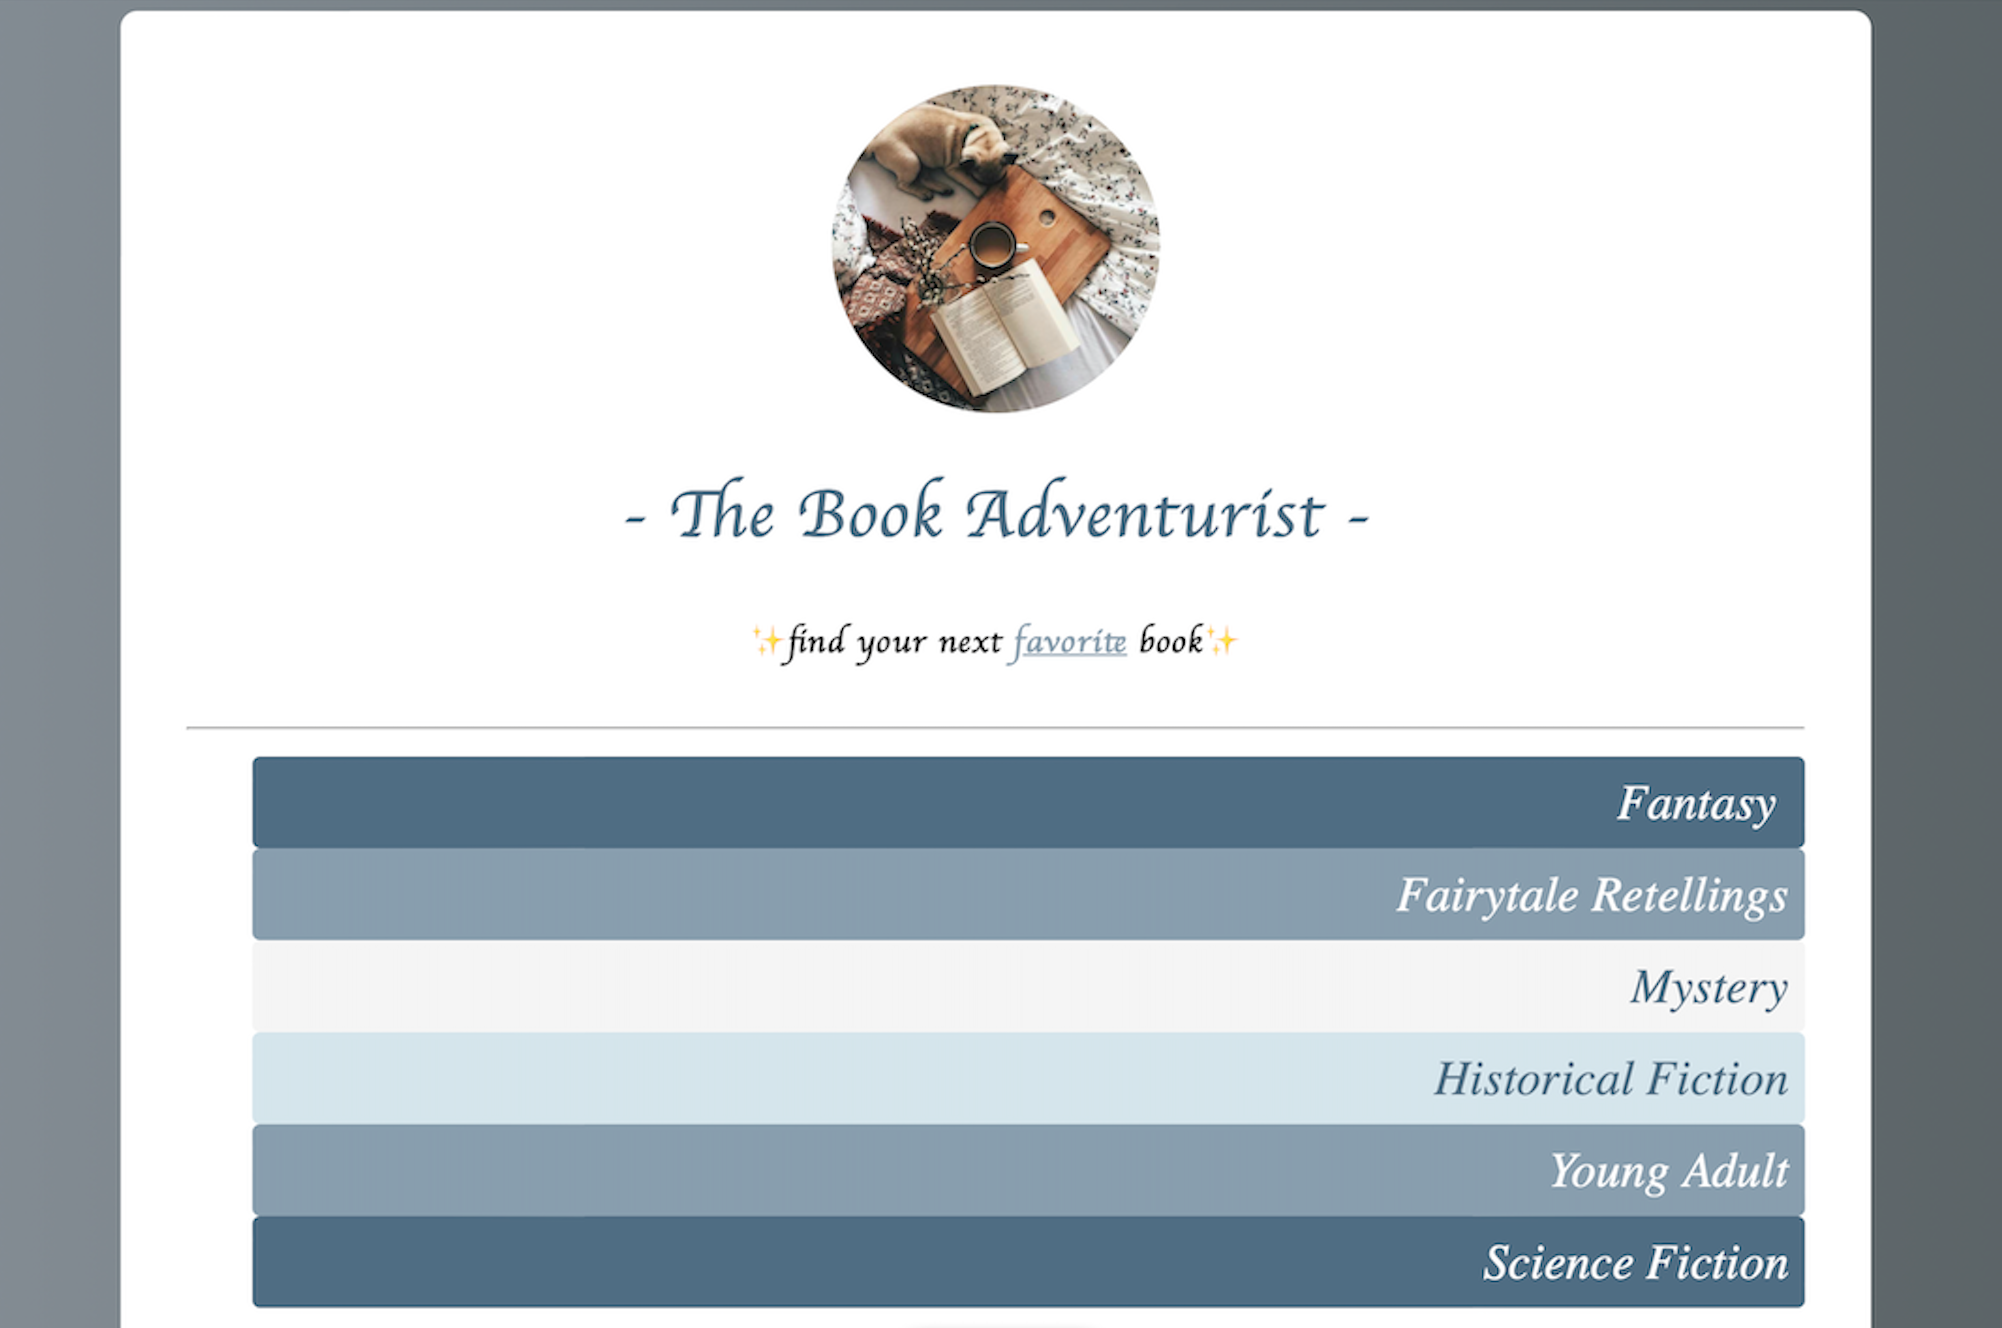 - The Book Adventurist -
✨find your next favorite book✨
Fantasy
Fairytale Retellings
Mystery
Historical Fiction
Young Adult
Science Fiction